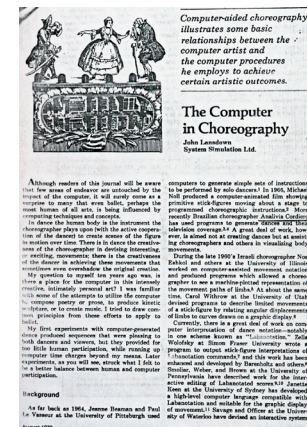 Computer-aided choreography
illustrates some basic
relationships between the
computer artist and
the computer procedures
he employs to achieve
certain artistic outcomes.
The Computer
in Choreography
John Lansdown
System Simulation Ltd.
Although readers of this journal will be aware
that few areas of endeavor are untouched by the
impact of the computer, it will surely come as a
surprise to many that even ballet, perhaps the
most human of all arts, is being influenced by
computing techniques and concepts.
In dance the human body is the instrument the
choreographer plays upon (with the active coopera-
tion of the dancer) to create scenes of the figure
in motion over time. There is in dance the creative-
ness of the choreographer in devising interesting,
or exciting, movements; there is the creativeness
of the dancer in achieving these movements that
sometimes even overshadow the original creation.
My question to myself ten years ago was, is
there a place for the computer in this intensely
creative, intimately personal art? I was familiar
with some of the attempts to utilize the computer
to compose poetry or prose, to produce kinetic
sculpture, or to create music. I tried to draw com-
mon principles from these efforts to apply to
ballet.
My first experiments with computer-generated
dance produced sequences that were pleasing to
both dancers and viewers, but they provided for
too little human participation, while running up
computer time charges beyond my means. Later
experiments, as you will see, struck what I felt to
be a better balance between human and computer
participation.
Background
As far back as 1964, Jeanne Beaman and Paul
Le Vasseur at the University of Pittsburgh used
computers to generate simple sets of instructions
to be performed by solo dancers. In 1965, Michael
Noll produced a computer-animated film showing
primitive stick-figures moving about a stage to
programmed choreographic instructions. More
recently Brazilian choreographer Analivia Cordeiro
has used programs to generate dances and their
television coverage. A great deal of work, how-
ever, is aimed not at creating dances but at assist-
ing choreographers and others in visualizing body
movements.
During the late 1960's Israeli choreographer Noa
Eshkol and others at the University of Illinois
worked on computer-assisted movement notation
and produced programs which allowed a choreo-
grapher to see a machine-plotted representation of
the movement paths of limbs. At about the same
time, Carol Withrow at the University of Utah
devised programs to describe limited movements
of a stick-figure by relating angular displacements
of limbs to curves drawn on a graphic display.
Currently, there is a great deal of work on com-
puter interpretation of dance notation—notably
in one scheme known as "Labanotation." Zella
Wolofsky at Simon Fraser University wrote a
program to output stick-figure interpretations of
Labanotation commands, and this work has been
enhanced and developed by Barenholtz and others.
Smoliar, Weber, and Brown at the University of
Pennsylvania have described work for the inter-
active editing of Labanotated scores. Janette
Keen at the University of Sydney has developed
a high-level computer language compatible with
Labanotation and suitable for the graphic display
of movement. Savage and Officer at the Univer-
sity of Waterloo have devised an interactive system